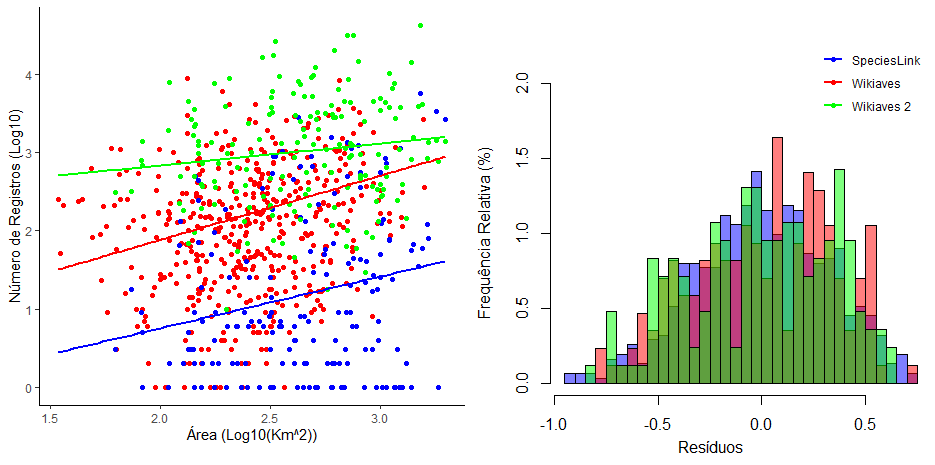 4
3
2
1
0
Número de Registros (Log10)
1.5 2.0 2.5 3.0
Área (Log10(Km^2))
SpeciesLink
Wikiaves
Wikiaves 2
2.0
1.5
1.0
0.5
0.0
Frequência Relativa (%)
-1.0 -0.5 0.0 0.5
Resíduos